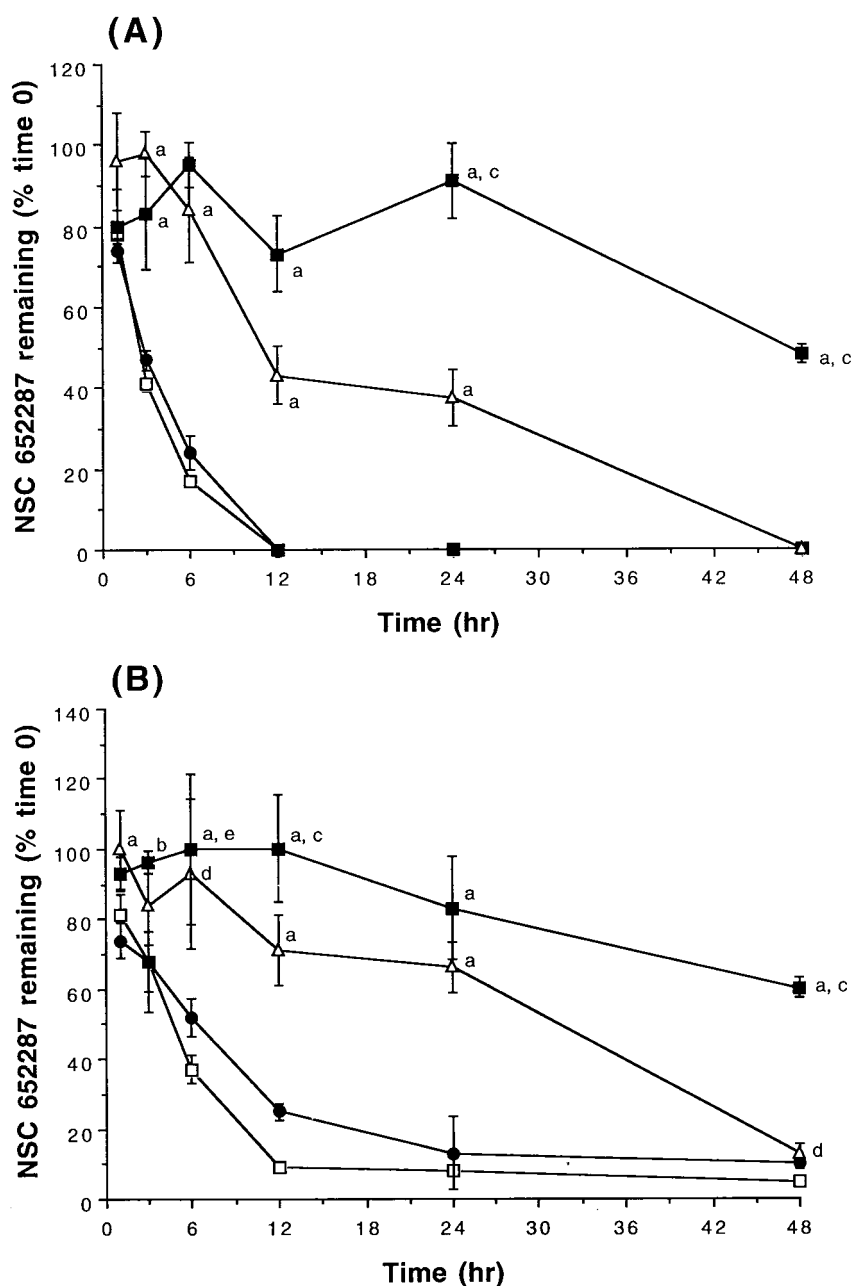 (A)
NSC 652287 remaining (% time 0)
120
100
80
60
40
20
0
a
a
a
a
a
a, c
a
a, c
0 6 12 18 24 30 36 42 48
Time (hr)
(B)
NSC 652287 remaining (% time 0)
140
120
100
80
60
40
20
0
a
b
a, e
d
a, c
a
a
a
a, c
d
0 6 12 18 24 30 36 42 48
Time (hr)